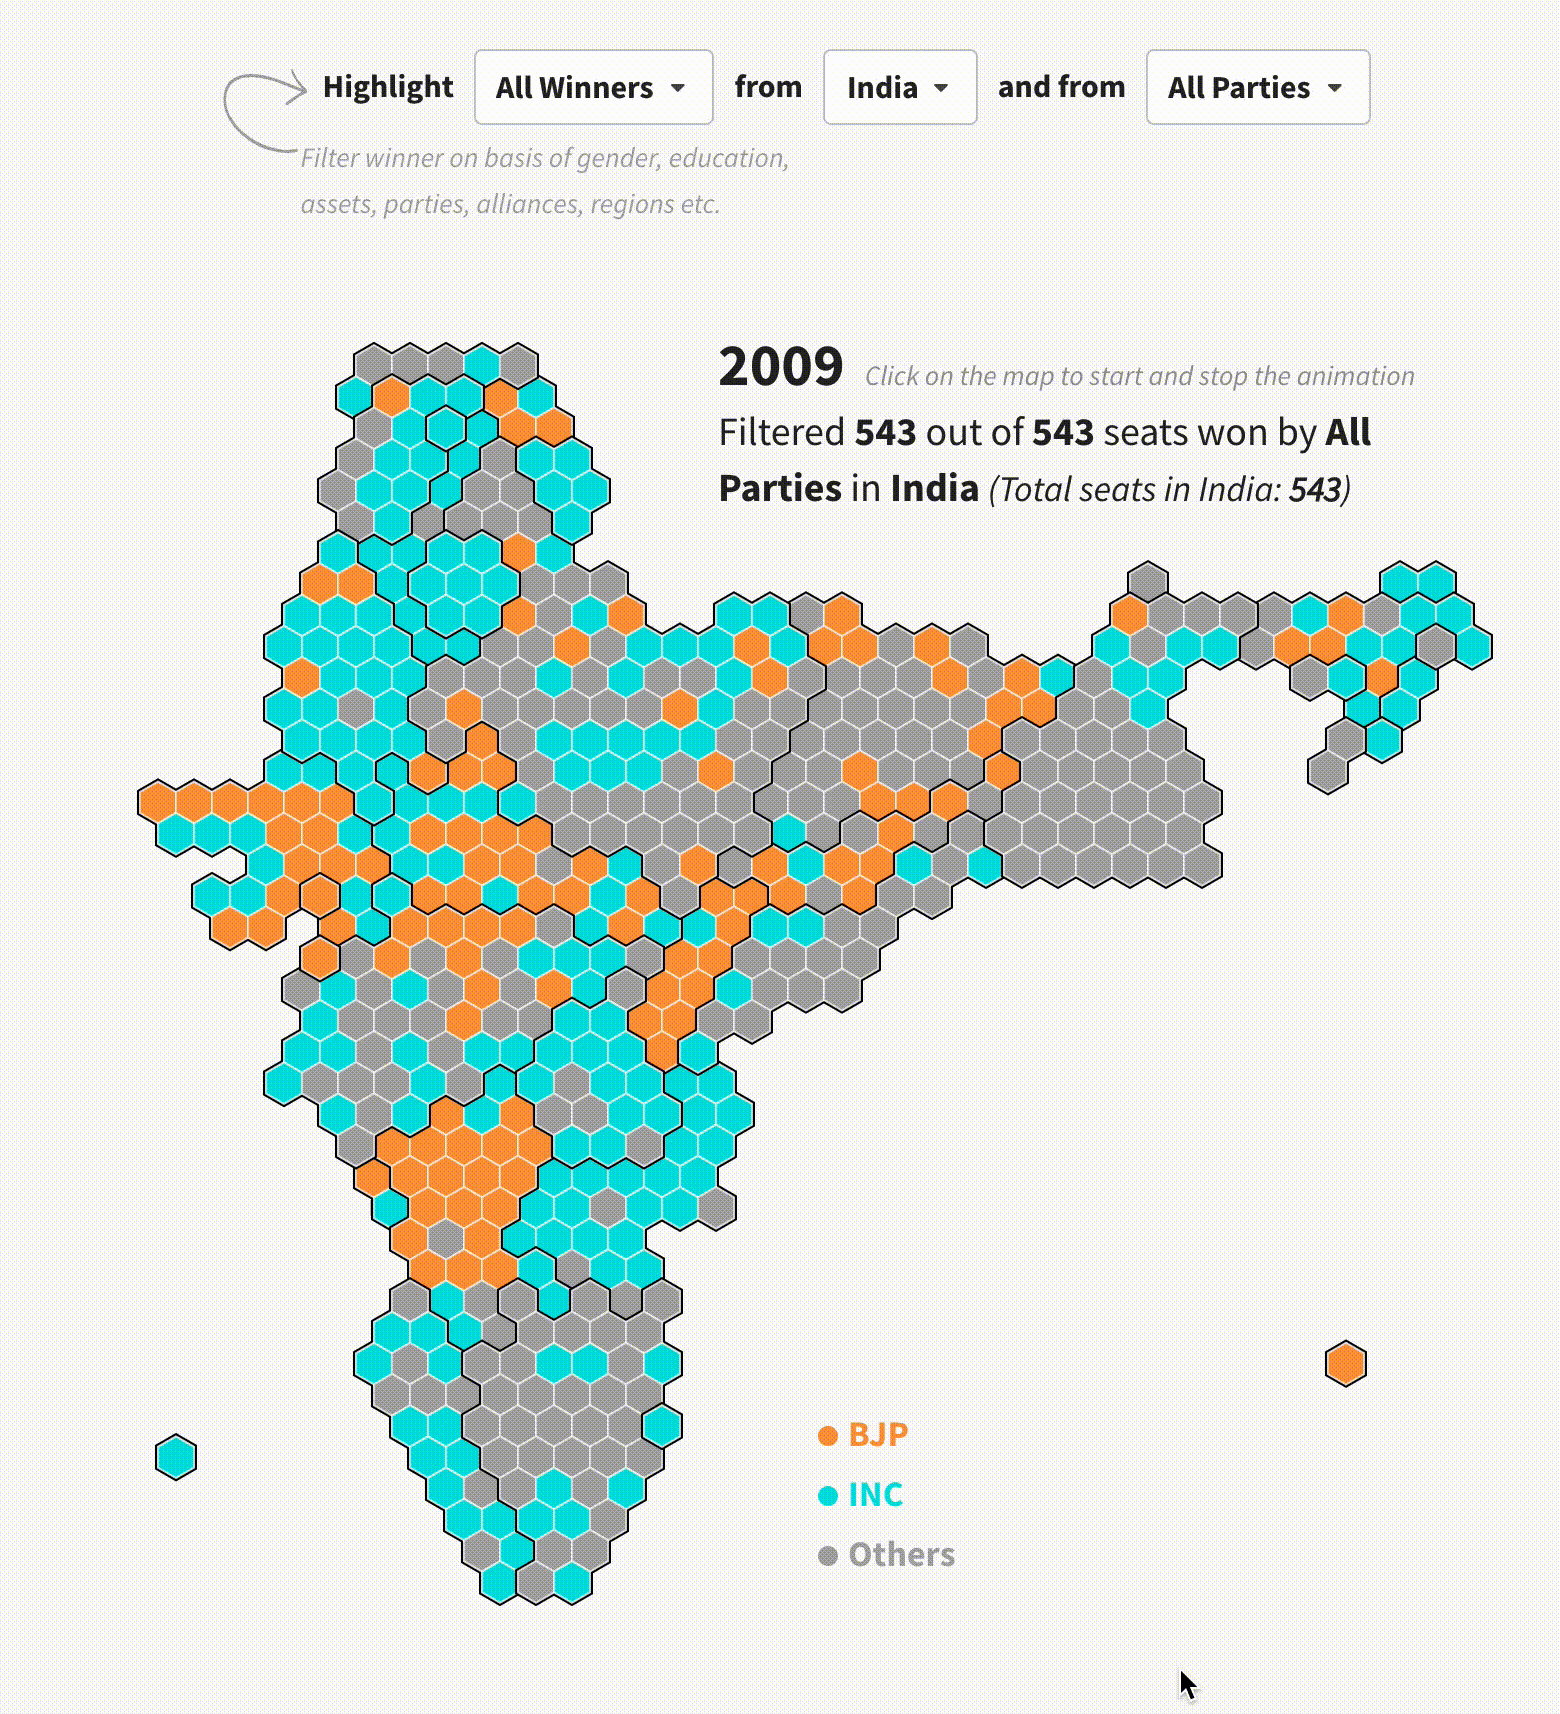 Highlight All Winners from India and from All Parties
Filter winner on basis of gender, education,
assets, parties, alliances, regions etc.
2009 Click on the map to start and stop the animation
Filtered 543 out of 543 seats won by All
Parties in India (Total seats in India: 543)
BJP
INC
Others